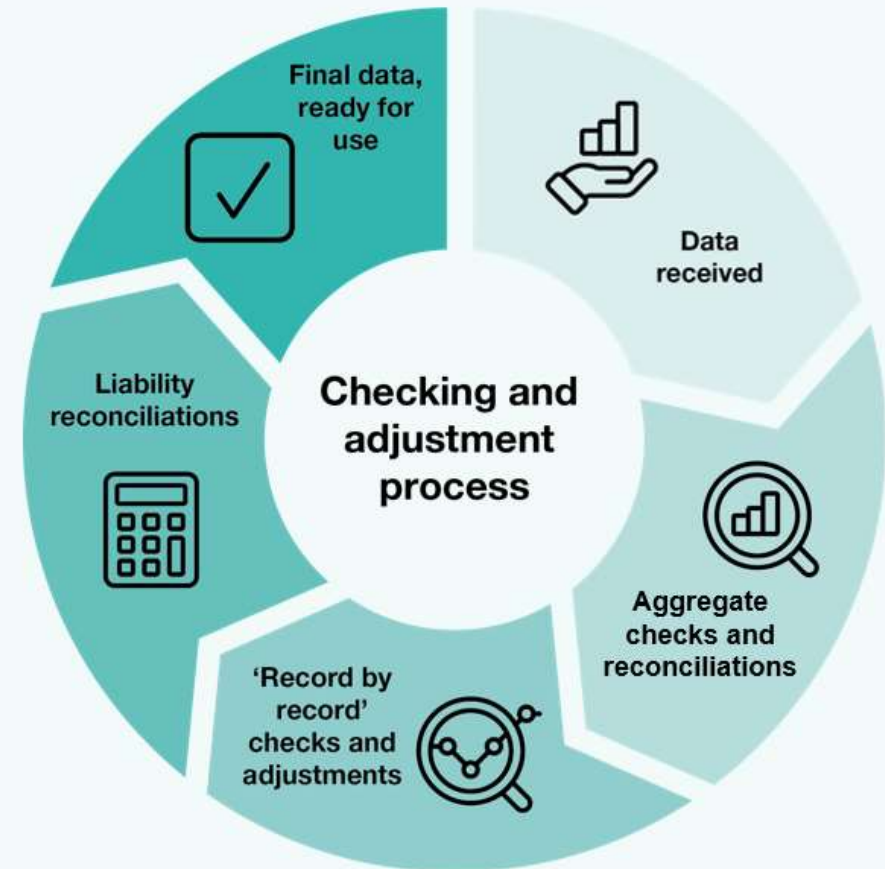 Checking and
adjustment
process
Data
received
Aggregate
checks and
reconciliations
‘Record by
record’
checks and
adjustments
Liability
reconciliations
Final data,
ready for
use